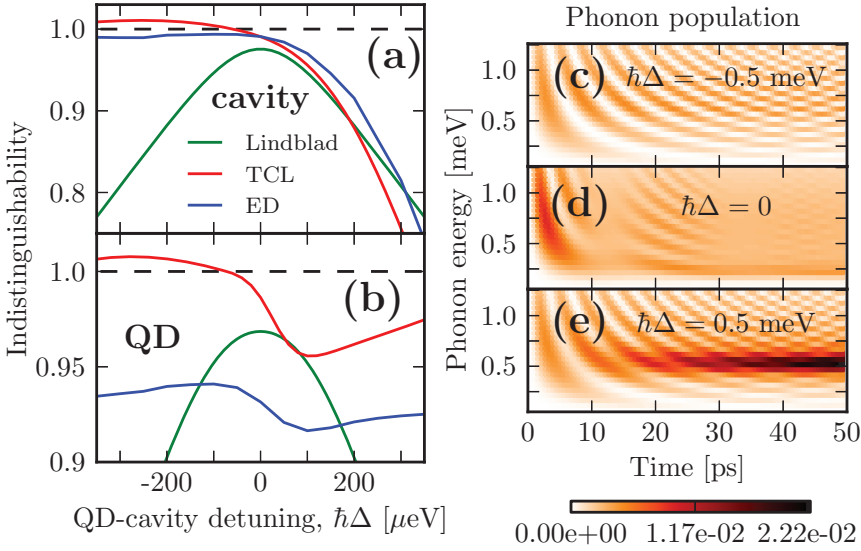 Phonon population
1.0
0.9
0.8
(a)
cavity
Lindblad
TCL
ED
1.0
0.95
0.9
(b)
QD
Indistinguishability
-200
0
200
QD-cavity detuning, ħΔ [μeV]
1.0
0.5
(c)
ħΔ = −0.5 meV
1.0
0.5
(d)
ħΔ = 0
1.0
0.5
(e)
ħΔ = 0.5 meV
Phonon energy [meV]
0
10
20
30
40
50
Time [ps]
0.00e+00
1.17e-02
2.22e-02